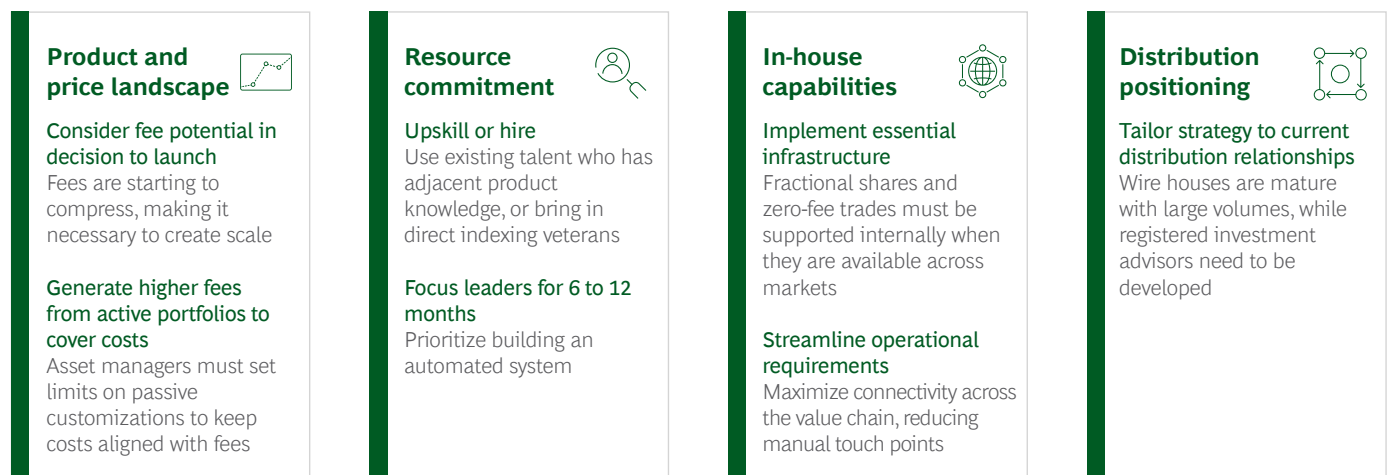 Product and
price landscape
Consider fee potential in
decision to launch
Fees are starting to
compress, making it
necessary to create scale
Generate higher fees
from active portfolios to
cover costs
Asset managers must set
limits on passive
customizations to keep
costs aligned with fees
Resource
commitment
Upskill or hire
Use existing talent who has
adjacent product
knowledge, or bring in
direct indexing veterans
Focus leaders for 6 to 12
months
Prioritize building an
automated system
In-house
capabilities
Implement essential
infrastructure
Fractional shares and
zero-fee trades must be
supported internally when
they are available across
markets
Streamline operational
requirements
Maximize connectivity across
the value chain, reducing
manual touch points
Distribution
positioning
Tailor strategy to current
distribution relationships
Wire houses are mature
with large volumes, while
registered investment
advisors need to be
developed